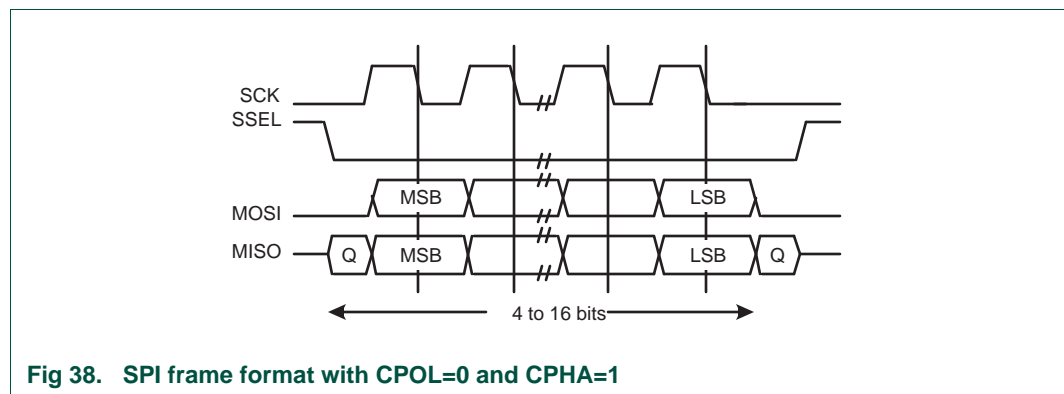 SCK
SSEL
MOSI MSB LSB
MISO Q MSB LSB Q
4 to 16 bits
Fig 38. SPI frame format with CPOL=0 and CPHA=1